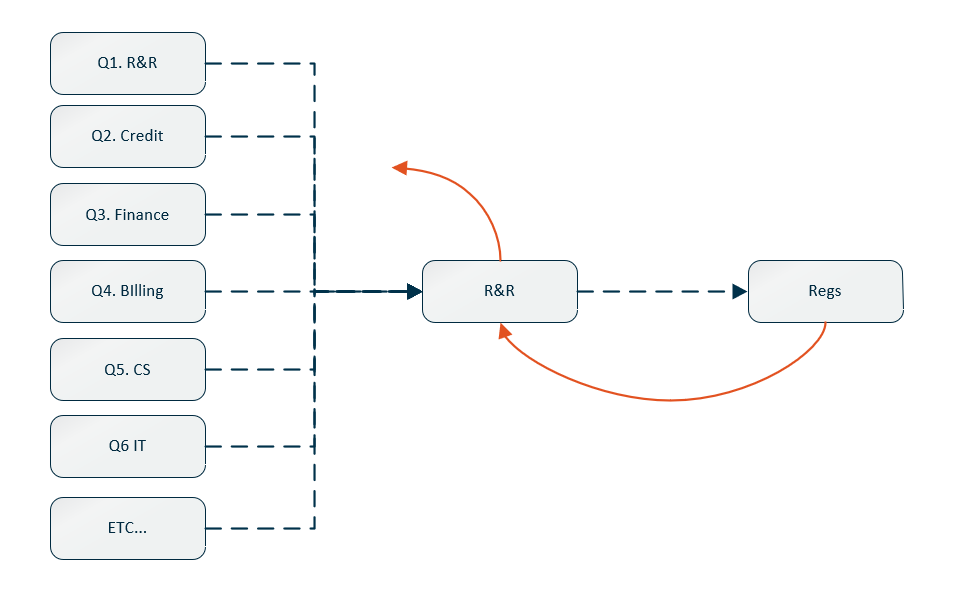 Q1. R&R
Q2. Credit
Q3. Finance
Q4. BIlling
R&R
Regs
Q5. CS
Q6 IT
ETC...